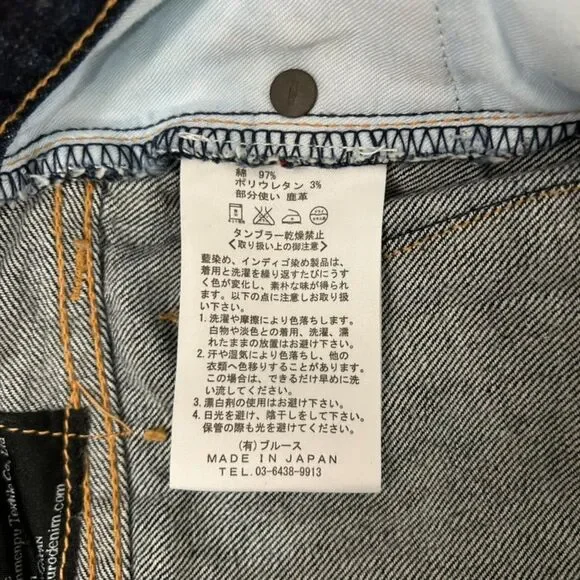 綿 97%
ポリウレタン 3%
部分使い 鹿革
タンブラー乾燥禁止
〈取り扱い上の御注意〉
藍染め、インディゴ染め製品は、
着用と洗濯を繰り返すたびにうす
く色が変化し、素朴な味が得られ
ます。以下の点に注意しお取り扱
い下さい。
1. 洗濯や摩擦により色落ちします。
白物や淡色との着用、洗濯、濡
れたままの放置はお避け下さい。
2. 汗や湿気により色落ちし、他の
衣類へ色移りすることがあります。
この場合は、できるだけ早めに洗
い流してください。
3. 漂白剤の使用はお避け下さい。
4. 日光を避け、陰干しをして下さい。
保管の際も光をお避け下さい。
(有) ブルース
MADE IN JAPAN
TEL. 03-6438-9913
Textile Co, Ltd
JAPAN
urodenim.com